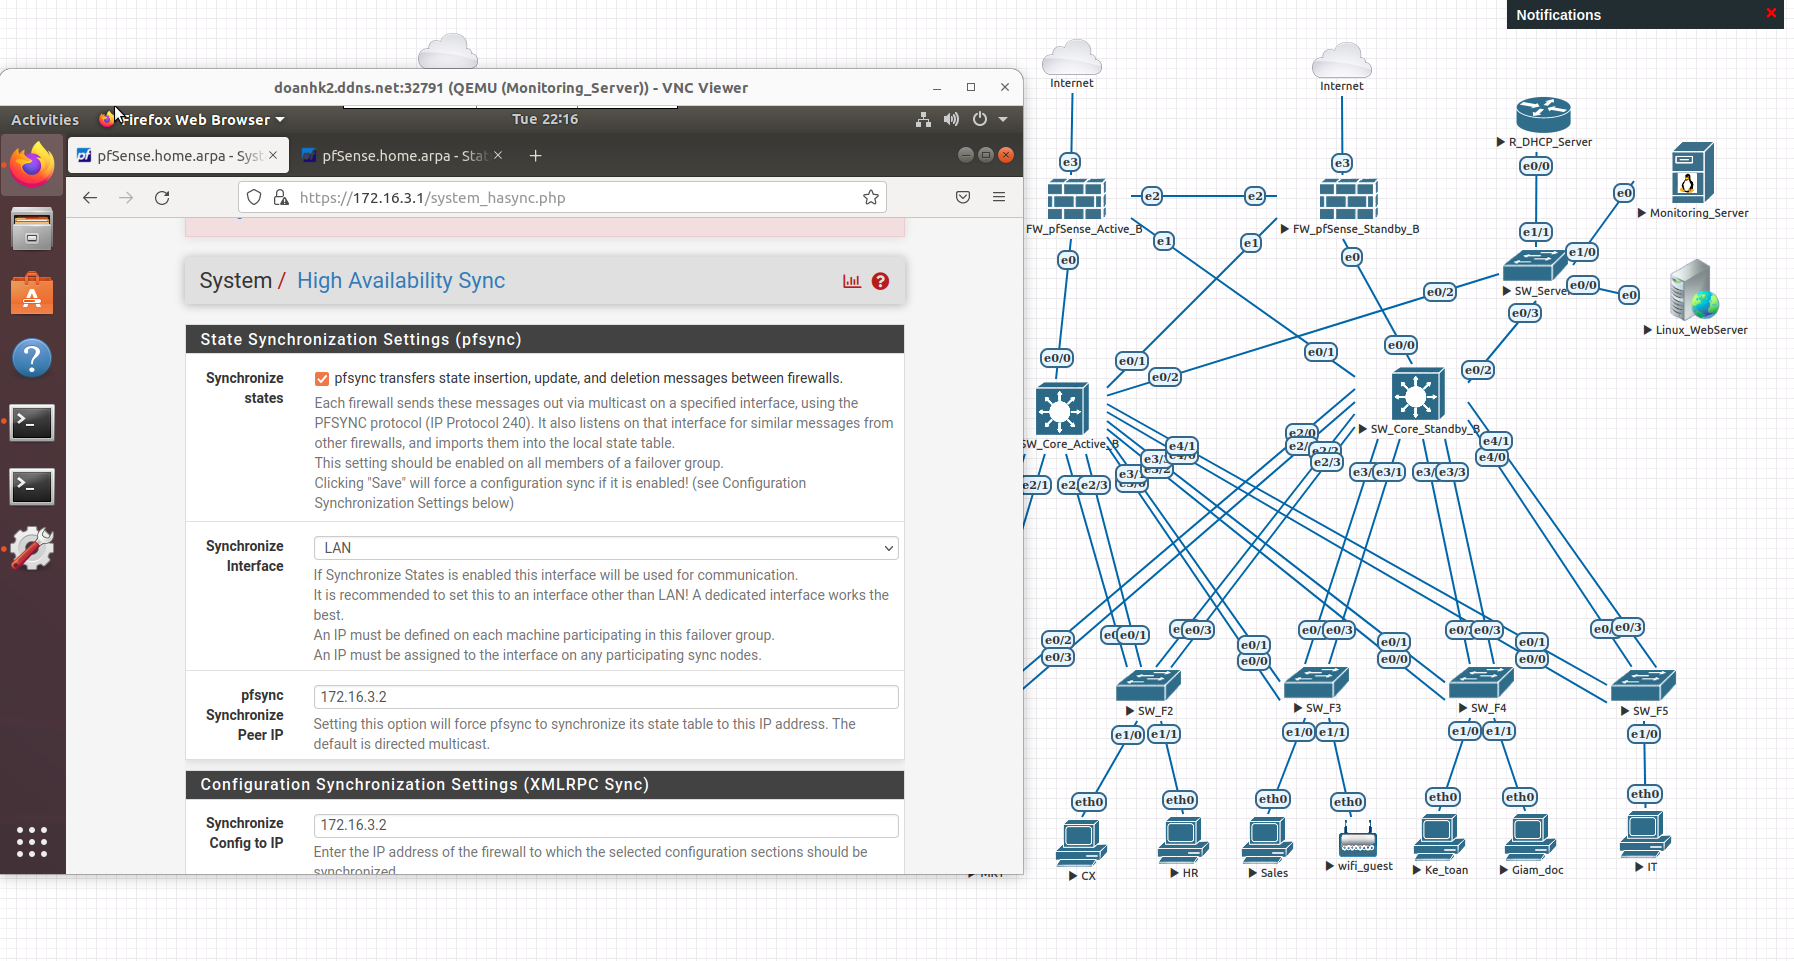 Notifications
Internet
Internet
doanhk2.ddns.net:32791 (QEMU (Monitoring_Server)) - VNC Viewer
Activities
Firefox Web Browser
Tue 22:16
pfSense.home.arpa - Syst
pfSense.home.arpa - Stat
https://172.16.3.1/system_hasync.php
System / High Availability Sync
State Synchronization Settings (pfsync)
Synchronize states
pfsync transfers state insertion, update, and deletion messages between firewalls.
Each firewall sends these messages out via multicast on a specified interface, using the
PFSYNC protocol (IP Protocol 240). It also listens on that interface for similar messages from
other firewalls, and imports them into the local state table.
This setting should be enabled on all members of a failover group.
Clicking "Save" will force a configuration sync if it is enabled! (see Configuration
Synchronization Settings below)
Synchronize Interface
LAN
If Synchronize States is enabled this interface will be used for communication.
It is recommended to set this to an interface other than LAN! A dedicated interface works the
best.
An IP must be defined on each machine participating in this failover group.
An IP must be assigned to the interface on any participating sync nodes.
pfsync Synchronize Peer IP
172.16.3.2
Setting this option will force pfsync to synchronize its state table to this IP address. The
default is directed multicast.
Configuration Synchronization Settings (XMLRPC Sync)
Synchronize Config to IP
172.16.3.2
Enter the IP address of the firewall to which the selected configuration sections should be
synchronized.
R_DHCP_Server
e3
e3
e0/0
e2
e2
e0
Monitoring_Server
FW_pfSense_Active_B
FW_pfSense_Standby_B
e1
e1
e1/1
e0
e0
e1/0
SW_Server
e0/0
e0
e0/2
e0/3
Linux_WebServer
e0/0
e0/1
e0/1
e0/0
e0/2
e0/2
SW_Core_Active_B
SW_Core_Standby_B
e2/0
e2/3
e4/1
e4/1
e4/0
e3/1
e3/3
e2/1
e2/3
e0/2
e0/3
e0/1
e0/3
e0/1
e0/0
e0/3
e0/1
e0/0
e0/3
e0/1
e0/0
e0/3
SW_F2
SW_F3
SW_F4
SW_F5
e1/0
e1/1
e1/0
e1/1
e1/0
e1/1
e1/0
eth0
eth0
eth0
eth0
eth0
eth0
eth0
CX
HR
Sales
wifi_guest
Ke_toan
Giam_doc
IT